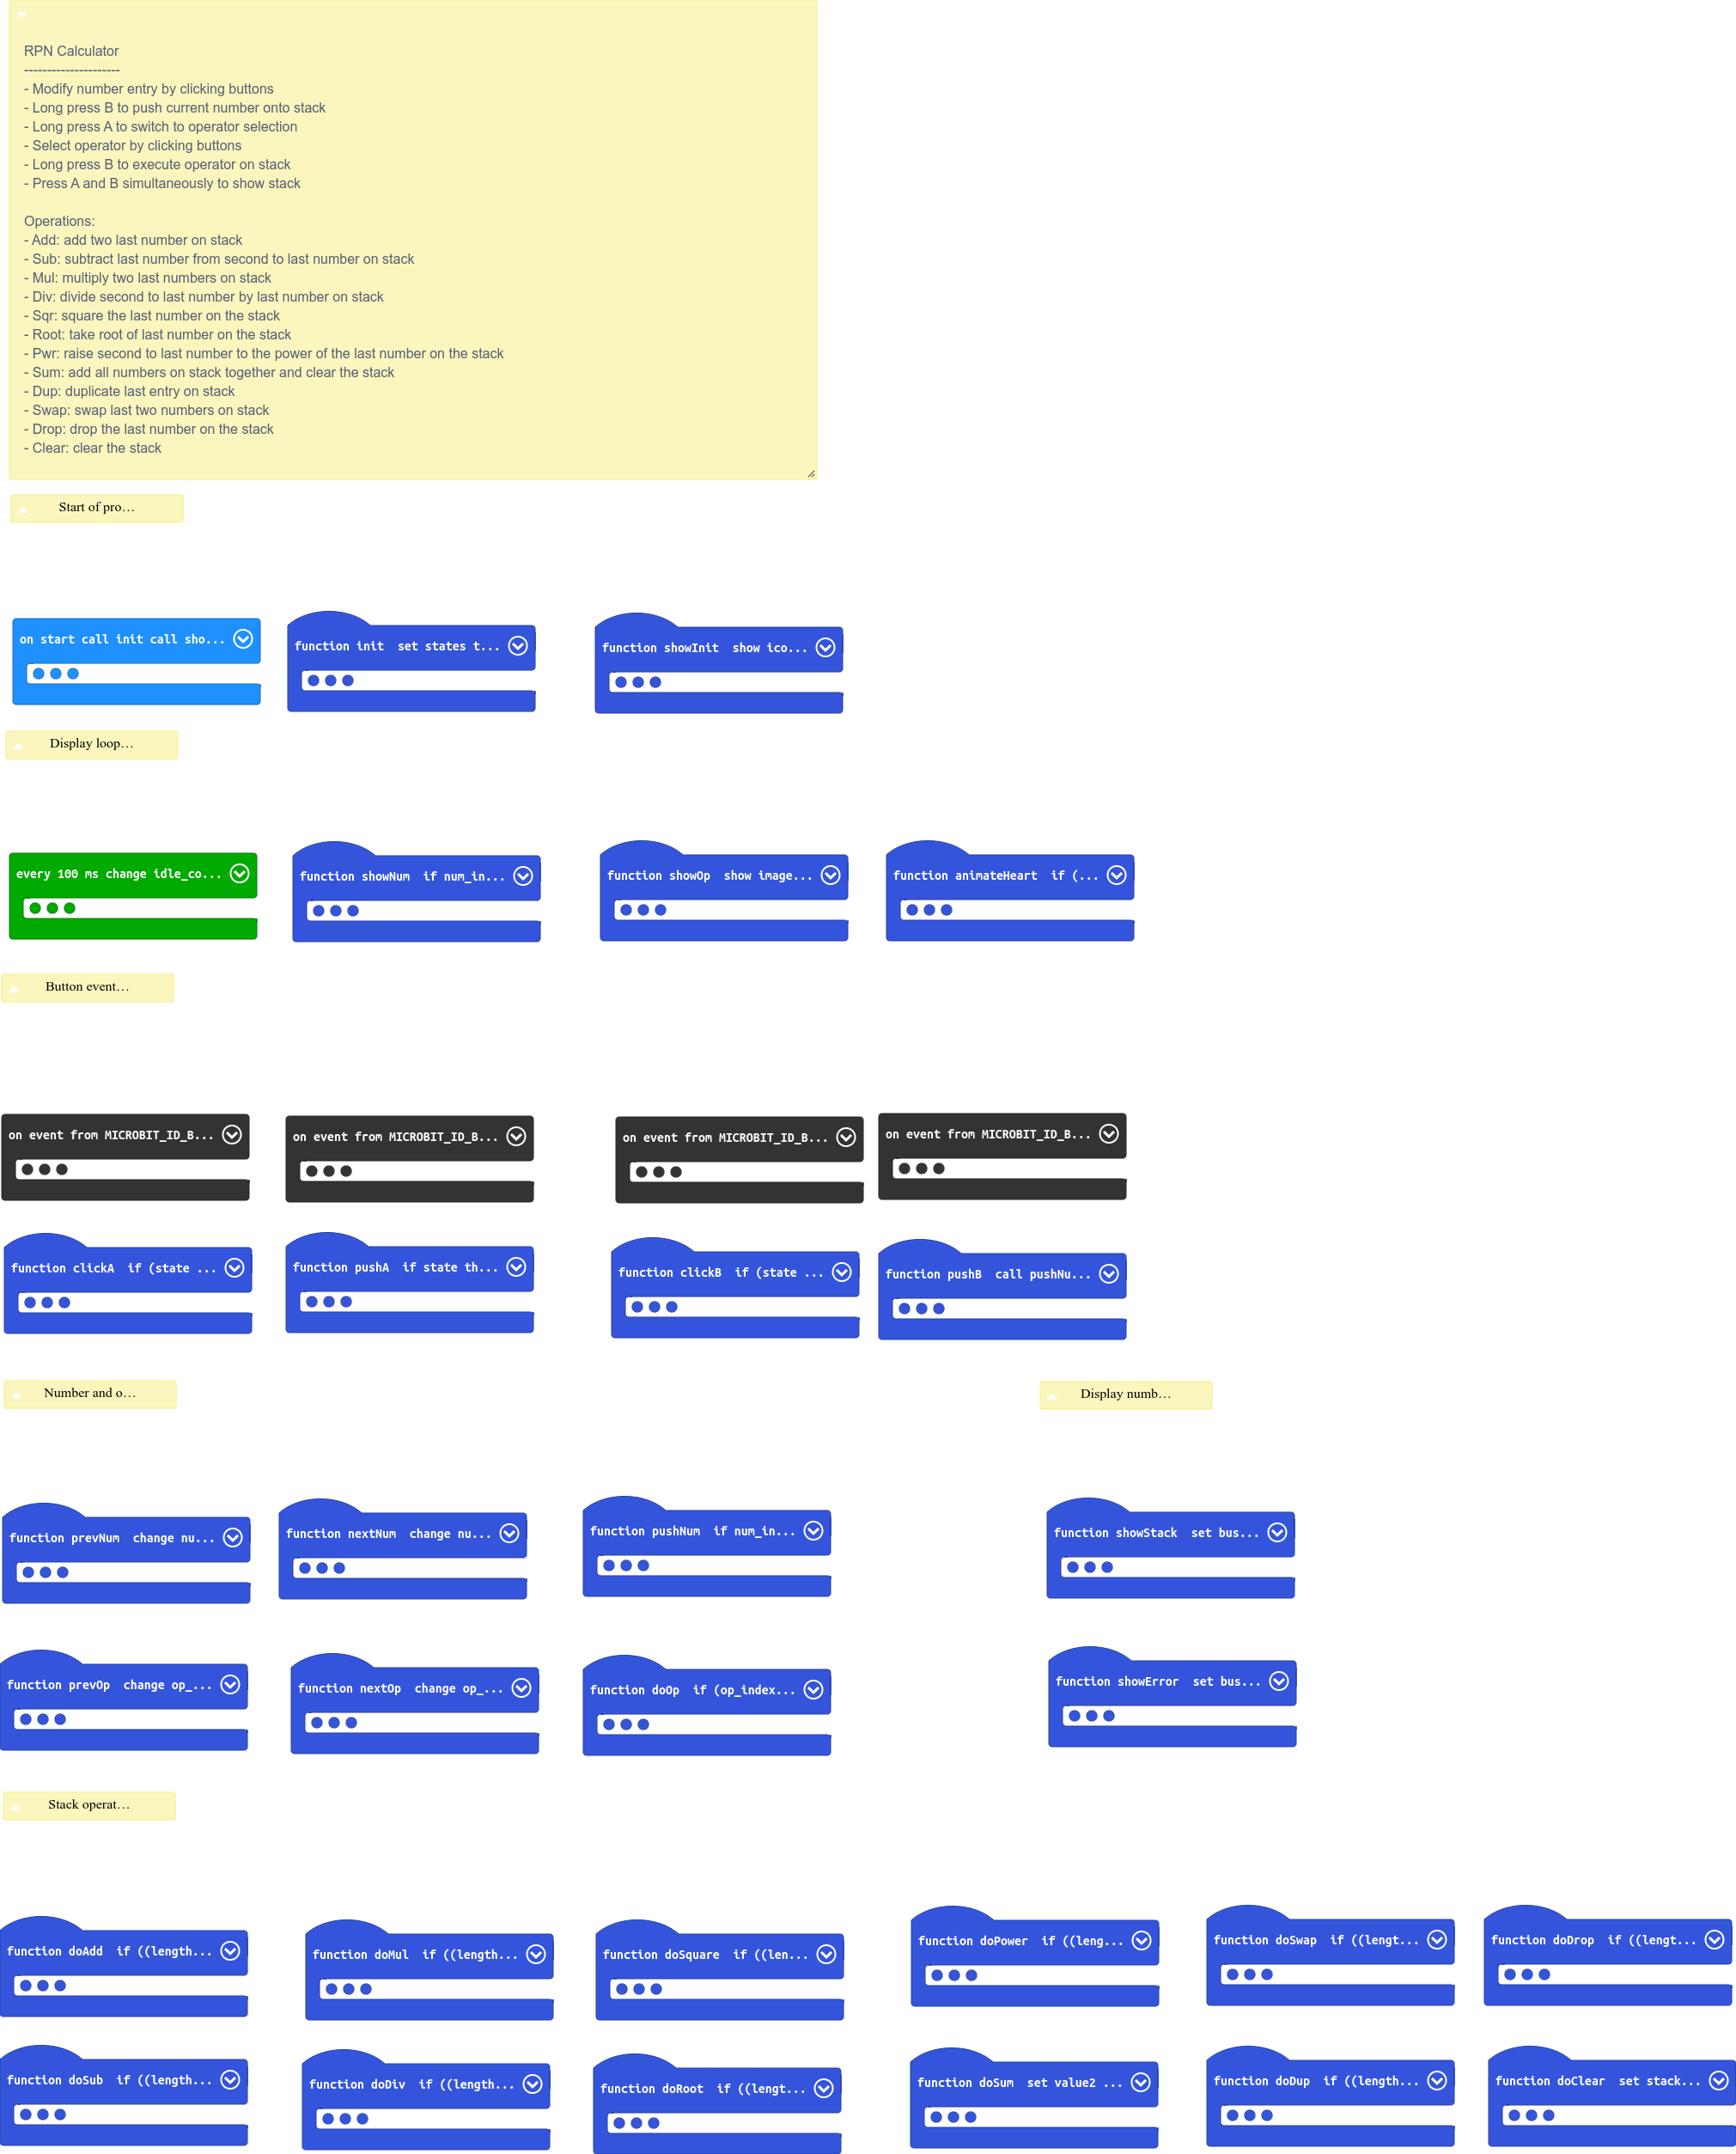 RPN Calculator
---------------------
- Modify number entry by clicking buttons
- Long press B to push current number onto stack
- Long press A to switch to operator selection
- Select operator by clicking buttons
- Long press B to execute operator on stack
- Press A and B simultaneously to show stack
Operations:
- Add: add two last number on stack
- Sub: subtract last number from second to last number on stack
- Mul: multiply two last numbers on stack
- Div: divide second to last number by last number on stack
- Sqr: square the last number on the stack
- Root: take root of last number on the stack
- Pwr: raise second to last number to the power of the last number on the stack
- Sum: add all numbers on stack together and clear the stack
- Dup: duplicate last entry on stack
- Swap: swap last two numbers on stack
- Drop: drop the last number on the stack
- Clear: clear the stack
Start of pro…
on start call init call sho...
function init  set states t...
function showInit  show ico...
Display loop…
every 100 ms change idle_co...
function showNum  if num_in...
function showOp  show image...
function animateHeart  if (...
Button event…
on event from MICROBIT_ID_B...
on event from MICROBIT_ID_B...
on event from MICROBIT_ID_B...
on event from MICROBIT_ID_B...
function clickA  if (state ...
function pushA  if state th...
function clickB  if (state ...
function pushB  call pushNu...
Number and o…
Display numb…
function prevNum  change nu...
function nextNum  change nu...
function pushNum  if num_in...
function showStack  set bus...
function prevOp  change op_...
function nextOp  change op_...
function doOp  if (op_index...
function showError  set bus...
Stack operat…
function doAdd  if ((length...
function doMul  if ((length...
function doSquare  if ((len...
function doPower  if ((leng...
function doSwap  if ((lengt...
function doDrop  if ((lengt...
function doSub  if ((length...
function doDiv  if ((length...
function doRoot  if ((lengt...
function doSum  set value2 ...
function doDup  if ((length...
function doClear  set stack...